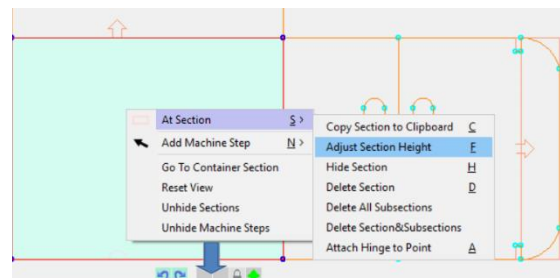 At Section S >
Add Machine Step N >
Go To Container Section
Reset View
Unhide Sections
Unhide Machine Steps
Copy Section to Clipboard C
Adjust Section Height F
Hide Section H
Delete Section D
Delete All Subsections
Delete Section&Subsections
Attach Hinge to Point A